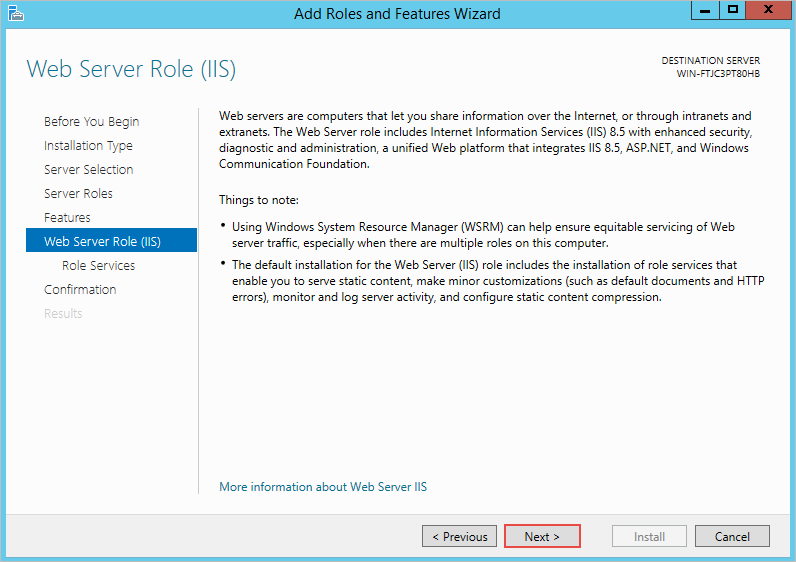 Add Roles and Features Wizard
Web Server Role (IIS)
DESTINATION SERVER
WIN-FTJC3PT80HB
Before You Begin
Installation Type
Server Selection
Server Roles
Features
Web Server Role (IIS)
Role Services
Confirmation
Results
Web servers are computers that let you share information over the Internet, or through intranets and
extranets. The Web Server role includes Internet Information Services (IIS) 8.5 with enhanced security,
diagnostic and administration, a unified Web platform that integrates IIS 8.5, ASP.NET, and Windows
Communication Foundation.
Things to note:
• Using Windows System Resource Manager (WSRM) can help ensure equitable servicing of Web
server traffic, especially when there are multiple roles on this computer.
• The default installation for the Web Server (IIS) role includes the installation of role services that
enable you to serve static content, make minor customizations (such as default documents and HTTP
errors), monitor and log server activity, and configure static content compression.
More information about Web Server IIS
< Previous
Next >
Install
Cancel